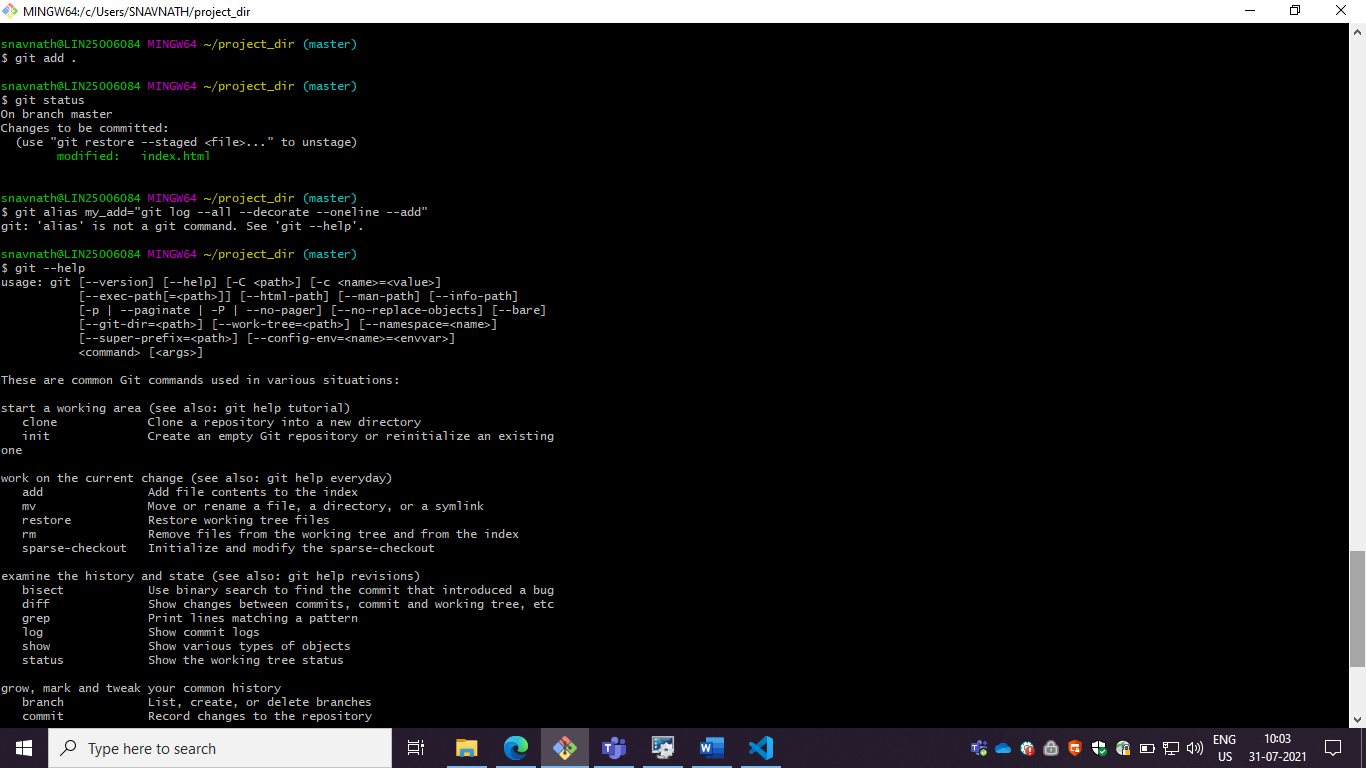 MINGW64:/c/Users/SNAVNATH/project_dir
snavnath@LIN25006084 MINGW64 ~/project_dir (master)
$ git add .
snavnath@LIN25006084 MINGW64 ~/project_dir (master)
$ git status
On branch master
Changes to be committed:
  (use "git restore --staged <file>..." to unstage)
        modified:   index.html
snavnath@LIN25006084 MINGW64 ~/project_dir (master)
$ git alias my_add="git log --all --decorate --oneline --add"
git: 'alias' is not a git command. See 'git --help'.
snavnath@LIN25006084 MINGW64 ~/project_dir (master)
$ git --help
usage: git [--version] [--help] [-C <path>] [-c <name>=<value>]
           [--exec-path[=<path>]] [--html-path] [--man-path] [--info-path]
           [-p | --paginate | -P | --no-pager] [--no-replace-objects] [--bare]
           [--git-dir=<path>] [--work-tree=<path>] [--namespace=<name>]
           [--super-prefix=<path>] [--config-env=<name>=<envvar>]
           <command> [<args>]
These are common Git commands used in various situations:
start a working area (see also: git help tutorial)
   clone             Clone a repository into a new directory
   init              Create an empty Git repository or reinitialize an existing
one
work on the current change (see also: git help everyday)
   add               Add file contents to the index
   mv                Move or rename a file, a directory, or a symlink
   restore           Restore working tree files
   rm                Remove files from the working tree and from the index
   sparse-checkout   Initialize and modify the sparse-checkout
examine the history and state (see also: git help revisions)
   bisect            Use binary search to find the commit that introduced a bug
   diff              Show changes between commits, commit and working tree, etc
   grep              Print lines matching a pattern
   log               Show commit logs
   show              Show various types of objects
   status            Show the working tree status
grow, mark and tweak your common history
   branch            List, create, or delete branches
   commit            Record changes to the repository
Type here to search
ENG
US
10:03
31-07-2021